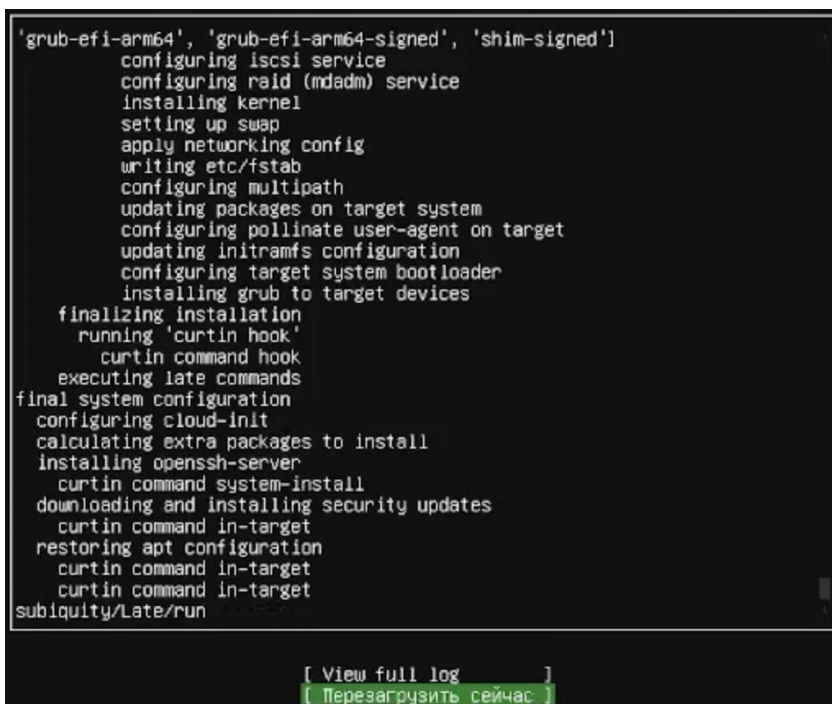 'grub-efi-arm64', 'grub-efi-arm64-signed', 'shim-signed']
configuring iscsi service
configuring raid (mdadm) service
installing kernel
setting up swap
apply networking config
writing etc/fstab
configuring multipath
updating packages on target system
configuring pollinate user-agent on target
updating initramfs configuration
configuring target system bootloader
installing grub to target devices
finalizing installation
running 'curtin hook'
curtin command hook
executing late commands
final system configuration
configuring cloud-init
calculating extra packages to install
installing openssh-server
curtin command system-install
downloading and installing security updates
curtin command in-target
restoring apt configuration
curtin command in-target
curtin command in-target
subiquity/Late/run
[ View full log ]
[ Перезагрузить сейчас ]